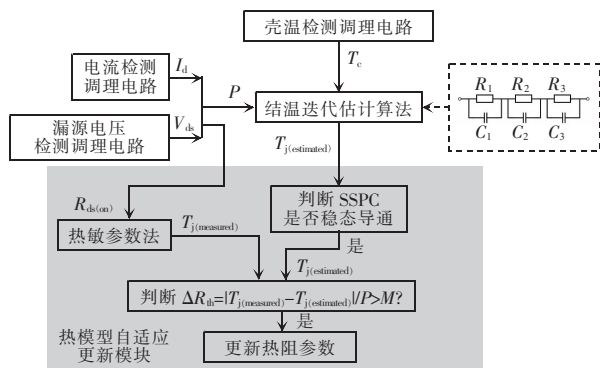 壳温检测调理电路
电流检测
调理电路
I_d
T_c
P
结温迭代估计算法
R_1 R_2 R_3
C_1 C_2 C_3
漏源电压
检测调理电路
V_ds
T_j(estimated)
判断 SSPC
是否稳态导通
R_ds(on)
热敏参数法
T_j(measured)
是
T_j(estimated)
判断 ΔR_th=|T_j(measured)−T_j(estimated)|/P>M?
是
热模型自适应
更新模块
更新热阻参数